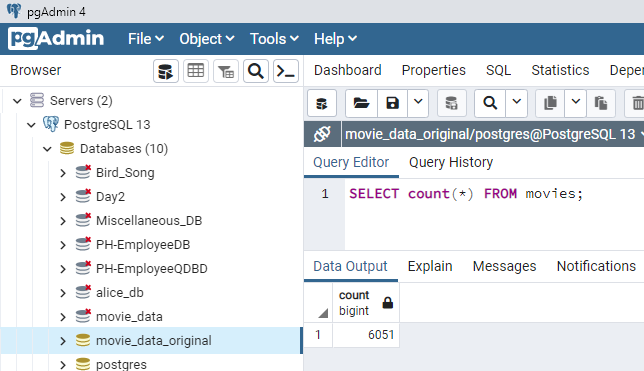 pgAdmin 4
pgAdmin File Object Tools Help
Browser
Dashboard Properties SQL Statistics Depe
Servers (2)
PostgreSQL 13
Databases (10)
Bird_Song
Day2
Miscellaneous_DB
PH-EmployeeDB
PH-EmployeeQDBD
alice_db
movie_data
movie_data_original
postgres
movie_data_original/postgres@PostgreSQL 13
Query Editor Query History
1 SELECT count(*) FROM movies;
Data Output Explain Messages Notifications
count
bigint
1 6051